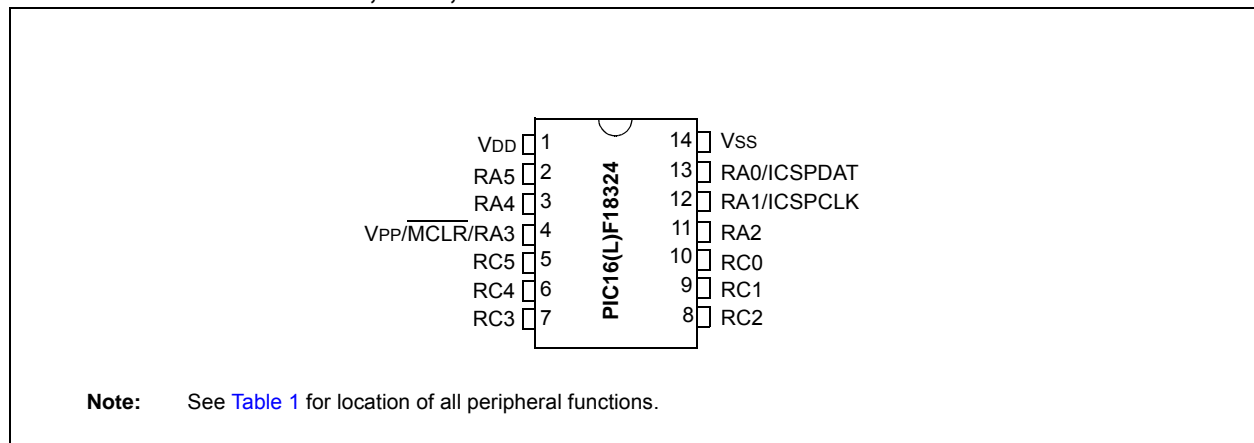 VDD 1 14 VSS
RA5 2 13 RA0/ICSPDAT
RA4 3 12 RA1/ICSPCLK
VPP/MCLR/RA3 4 11 RA2
RC5 5 10 RC0
RC4 6 9 RC1
RC3 7 8 RC2
PIC16(L)F18324
Note: See Table 1 for location of all peripheral functions.